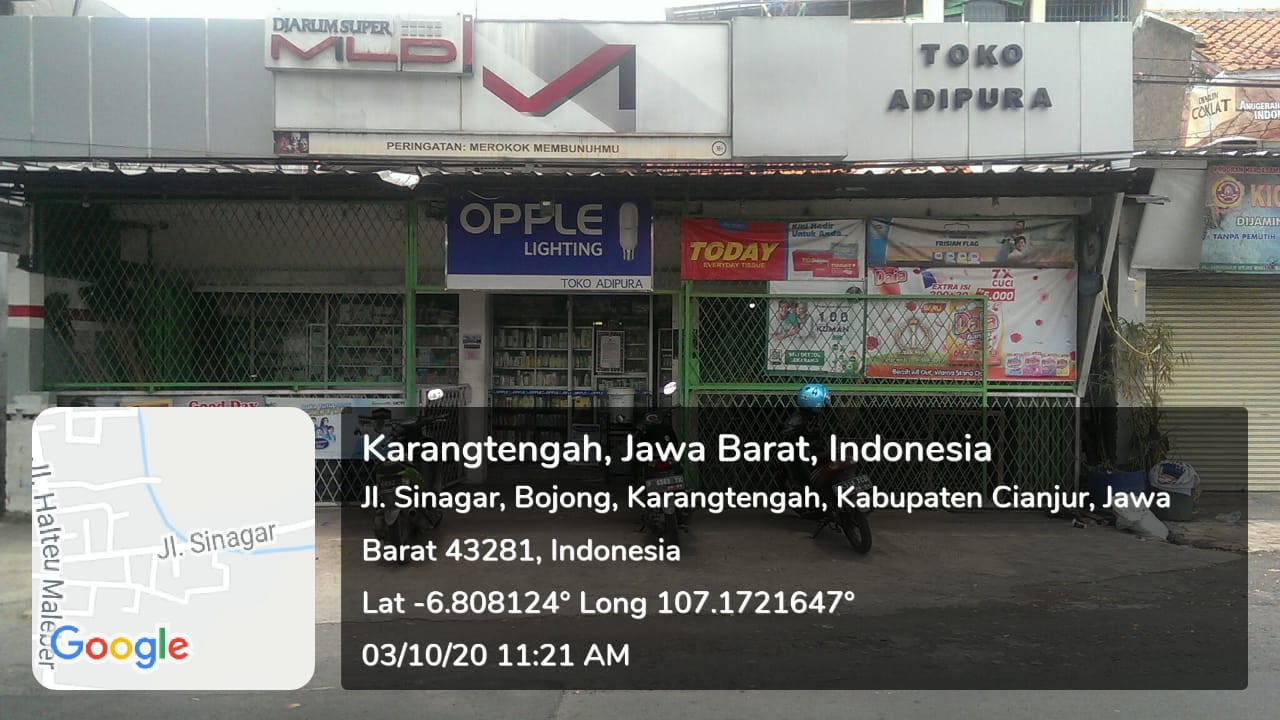 DJARUM SUPER
MLD
TOKO
ADIPURA
PERINGATAN: MEROKOK MEMBUNUHMU
COKLAT
OPPLE
LIGHTING
TOKO ADIPURA
Kini Hadir
Untuk Anda...
TODAY
EVERYDAY TISSUE
FRISIAN FLAG
Daia
EXTRA ISI
7X
CUCI
100
KUMAN
DIJAMIN
TANPA PEMUTIH
Good Day
Karangtengah, Jawa Barat, Indonesia
Jl. Sinagar, Bojong, Karangtengah, Kabupaten Cianjur, Jawa
Barat 43281, Indonesia
Lat -6.808124° Long 107.1721647°
03/10/20 11:21 AM
Jl. Halteu Maleber
Jl. Sinagar
Google